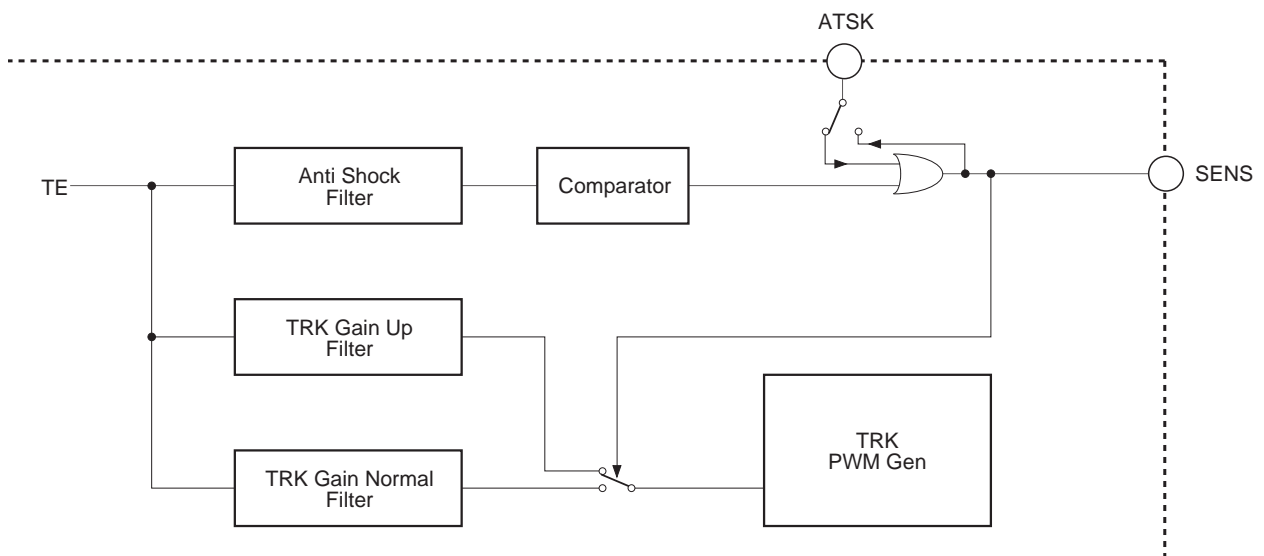 ATSK
TE
Anti Shock
Filter
Comparator
SENS
TRK Gain Up
Filter
TRK
PWM Gen
TRK Gain Normal
Filter